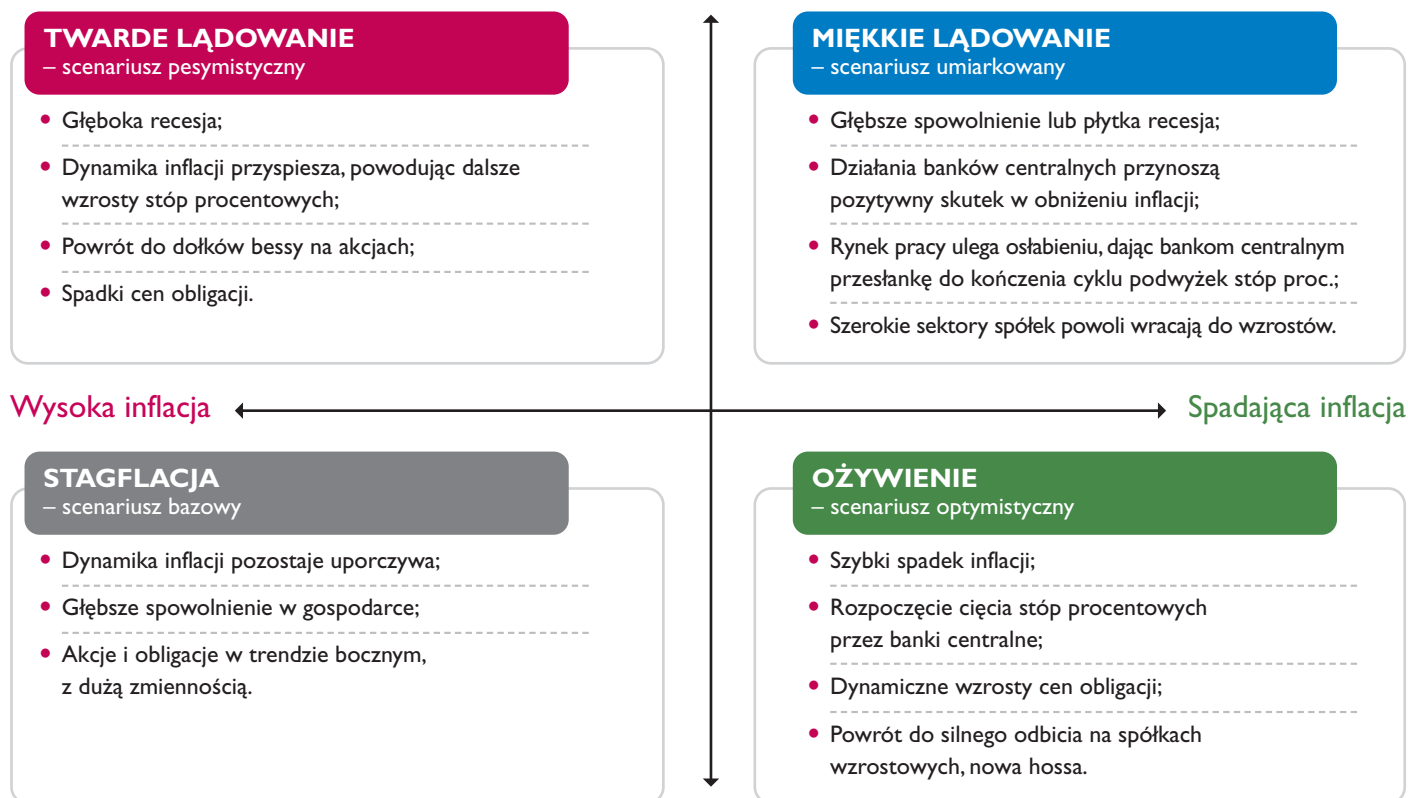 TWARDE LĄDOWANIE
– scenariusz pesymistyczny
• Głęboka recesja;
• Dynamika inflacji przyspiesza, powodując dalsze
wzrosty stóp procentowych;
• Powrót do dołków bessy na akcjach;
• Spadki cen obligacji.
MIĘKKIE LĄDOWANIE
– scenariusz umiarkowany
• Głębsze spowolnienie lub płytka recesja;
• Działania banków centralnych przynoszą
pozytywny skutek w obniżeniu inflacji;
• Rynek pracy ulega osłabieniu, dając bankom centralnym
przesłankę do kończenia cyklu podwyżek stóp proc.;
• Szerokie sektory spółek powoli wracają do wzrostów.
Wysoka inflacja
Spadająca inflacja
STAGFLACJA
– scenariusz bazowy
• Dynamika inflacji pozostaje uporczywa;
• Głębsze spowolnienie w gospodarce;
• Akcje i obligacje w trendzie bocznym,
z dużą zmiennością.
OŻYWIENIE
– scenariusz optymistyczny
• Szybki spadek inflacji;
• Rozpoczęcie cięcia stóp procentowych
przez banki centralne;
• Dynamiczne wzrosty cen obligacji;
• Powrót do silnego odbicia na spółkach
wzrostowych, nowa hossa.